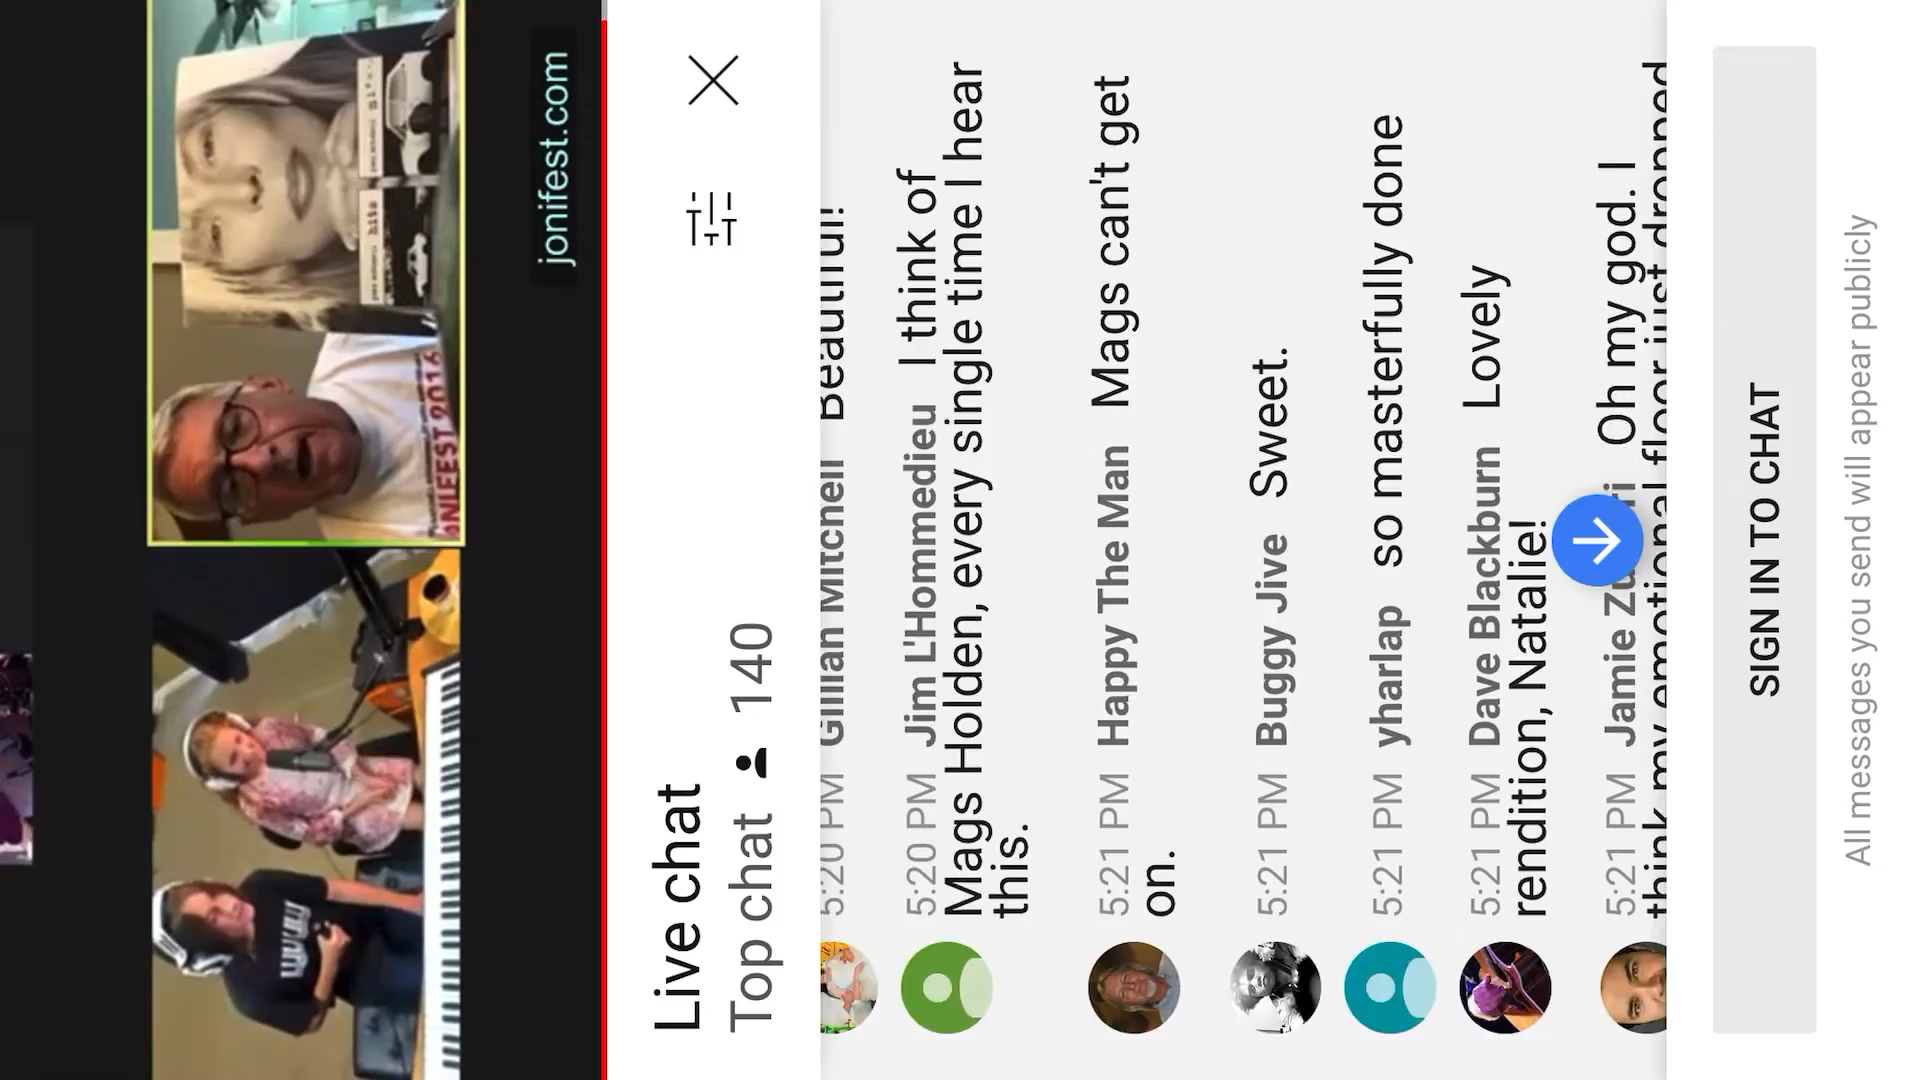 jonifest.com
Live chat
Top chat 140
5:20 PM Gillian Mitchell Beautiful!
5:20 PM Jim L'Hommedieu I think of
Mags Holden, every single time I hear
this.
5:21 PM Happy The Man Mags can't get
on.
5:21 PM Buggy Jive Sweet.
5:21 PM yharlap so masterfully done
5:21 PM Dave Blackburn Lovely
rendition, Natalie!
5:21 PM Jamie Oh my god. I
think my emotional floor just dropped
SIGN IN TO CHAT
All messages you send will appear publicly